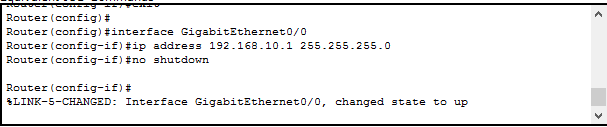 Router(config)#
Router(config)#interface GigabitEthernet0/0
Router(config-if)#ip address 192.168.10.1 255.255.255.0
Router(config-if)#no shutdown
Router(config-if)#
%LINK-5-CHANGED: Interface GigabitEthernet0/0, changed state to up